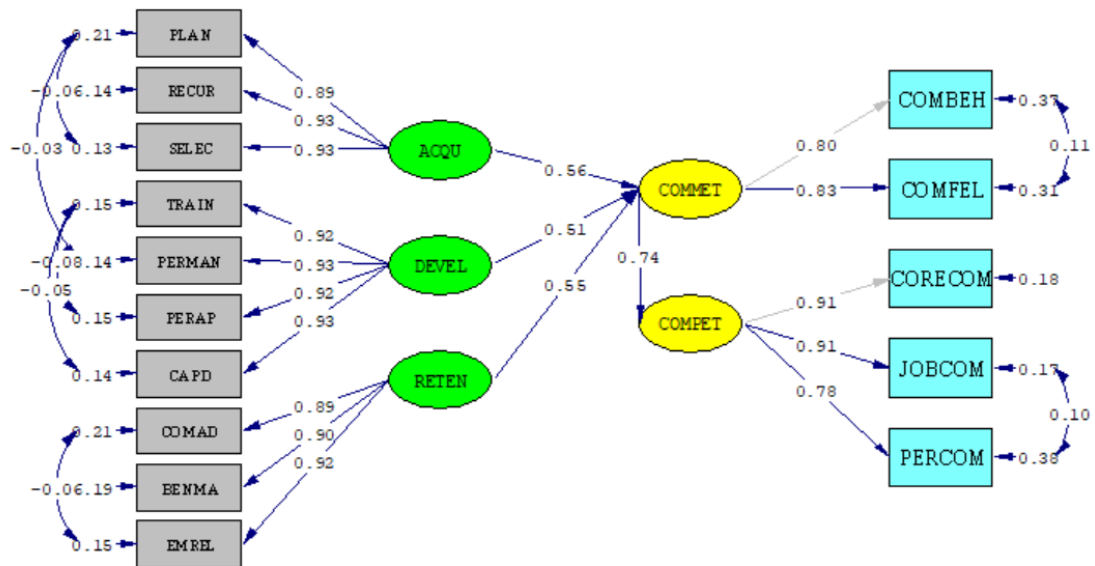 0.21 PLAN
-0.06.14 RECUR
-0.03
0.13 SELEC
0.15 TRAIN
-0.08.14 PERMAN
-0.05
0.15 PERAP
0.14 CAPD
0.21 COMAD
-0.06.19 BENMA
0.15 EMREL
0.89
0.93
0.93
0.92
0.93
0.92
0.93
0.89
0.90
0.92
ACQU
DEVEL
RETEN
0.56
0.51
0.55
COMMET
0.74
COMPET
0.80
0.83
0.91
0.91
0.78
COMBEH 0.37
0.11
COMFEL 0.31
CORECOM 0.18
JOBCOM 0.17
0.10
PERCOM 0.38